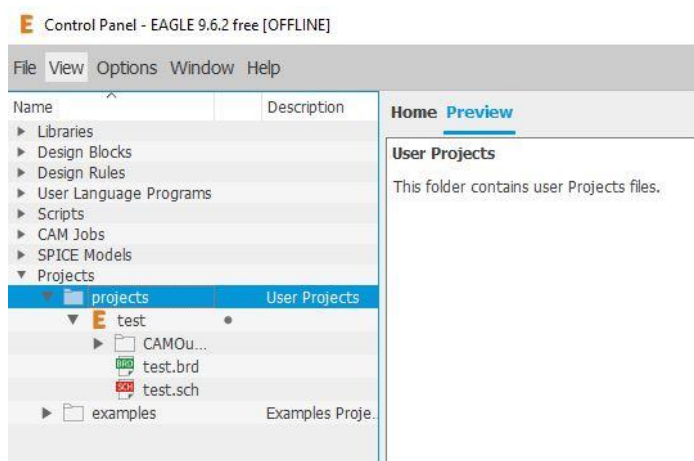 E Control Panel - EAGLE 9.6.2 free [OFFLINE]
File View Options Window Help
Name Description
Libraries
Design Blocks
Design Rules
User Language Programs
Scripts
CAM Jobs
SPICE Models
Projects
projects User Projects
E test
CAMOu...
BRD test.brd
SCH test.sch
examples Examples Proje..
Home Preview
User Projects
This folder contains user Projects files.